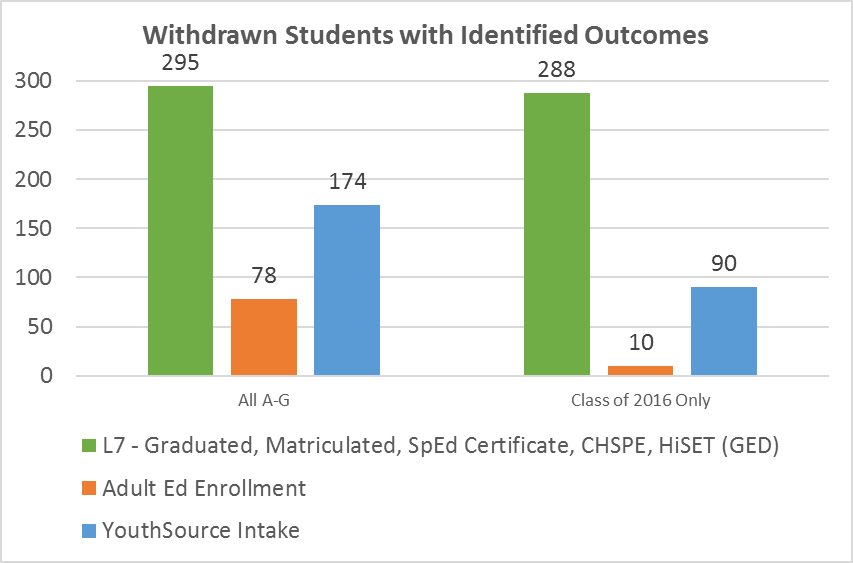 Withdrawn Students with Identified Outcomes
295
288
300
250
200
174
150
100
78
90
50
10
0
All A-G
Class of 2016 Only
L7 - Graduated, Matriculated, SpEd Certificate, CHSPE, HiSET (GED)
Adult Ed Enrollment
YouthSource Intake